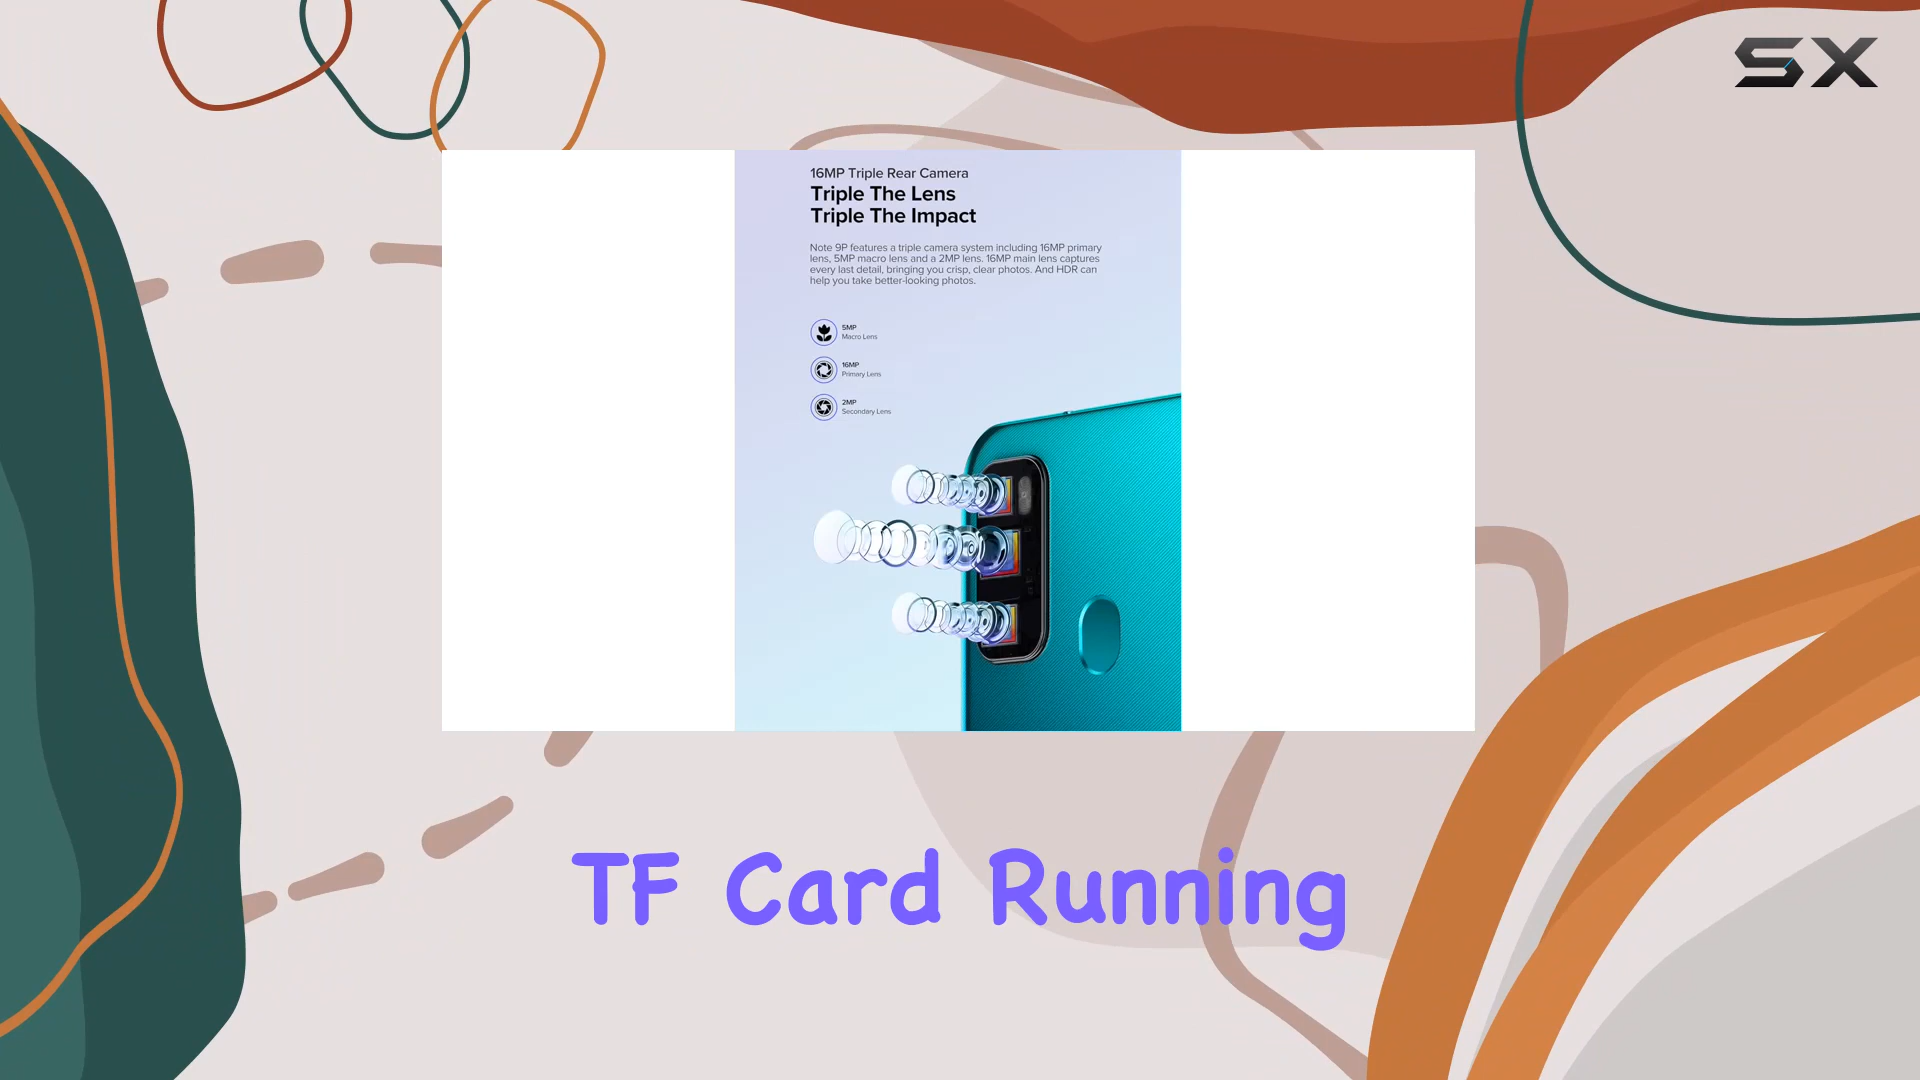 SX
16MP Triple Rear Camera
Triple The Lens
Triple The Impact
Note 9P features a triple camera system including 16MP primary
lens, 5MP macro lens and a 2MP lens. 16MP main lens captures
every last detail, bringing you crisp, clear photos. And HDR can
help you take better-looking photos.
5MP
Macro Lens
16MP
Primary Lens
2MP
Secondary Lens
TF Card Running